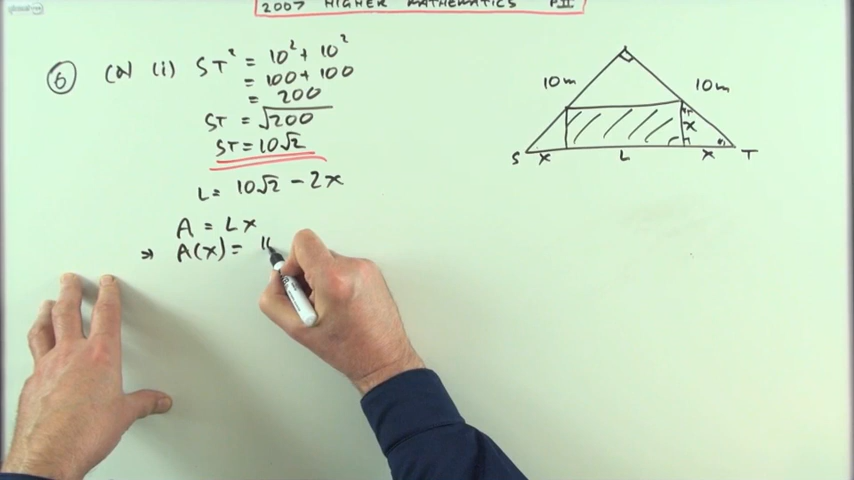 2007 HIGHER MATHEMATICS PII
6 (a) (i) ST² = 10² + 10²
= 100 + 100
= 200
ST = √200
ST = 10√2
L = 10√2 - 2x
A = Lx
⇒ A(x) = 1
10m 10m
x
S x L x T